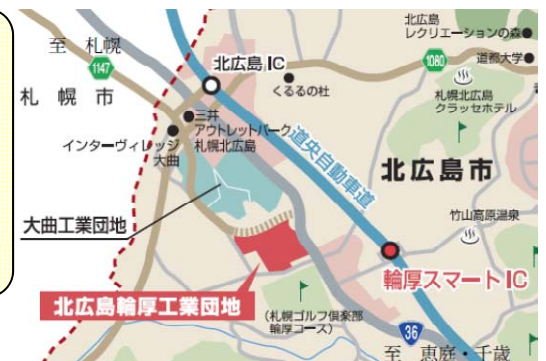 至 札幌
1147
札幌市
北広島IC
くるるの杜
北広島
レクリエーションの森
1080
道都大学
札幌北広島
クラッセホテル
三井
アウトレットパーク
札幌北広島
インターヴィレッジ
大曲
道央自動車道
北広島市
大曲工業団地
竹山高原温泉
輪厚スマートIC
北広島輪厚工業団地
(札幌ゴルフ倶楽部
輪厚コース)
36
至 恵庭・千歳